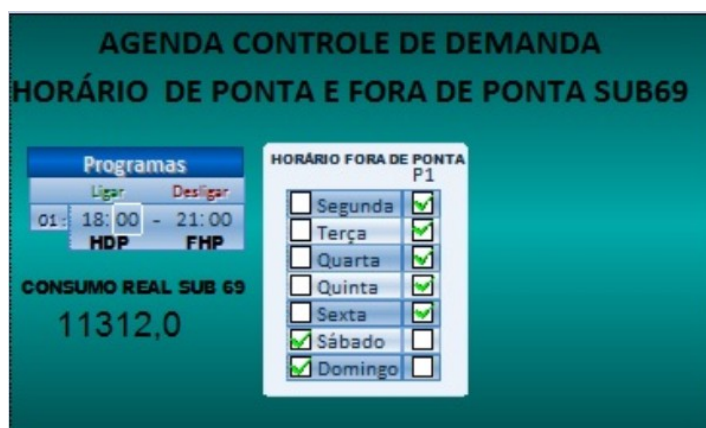 AGENDA CONTROLE DE DEMANDA
HORÁRIO DE PONTA E FORA DE PONTA SUB69
Programas
Ligar Desligar
01: 18:00 - 21:00
HDP FHP
CONSUMO REAL SUB 69
11312,0
HORÁRIO FORA DE PONTA
P1
Segunda
Terça
Quarta
Quinta
Sexta
Sábado
Domingo